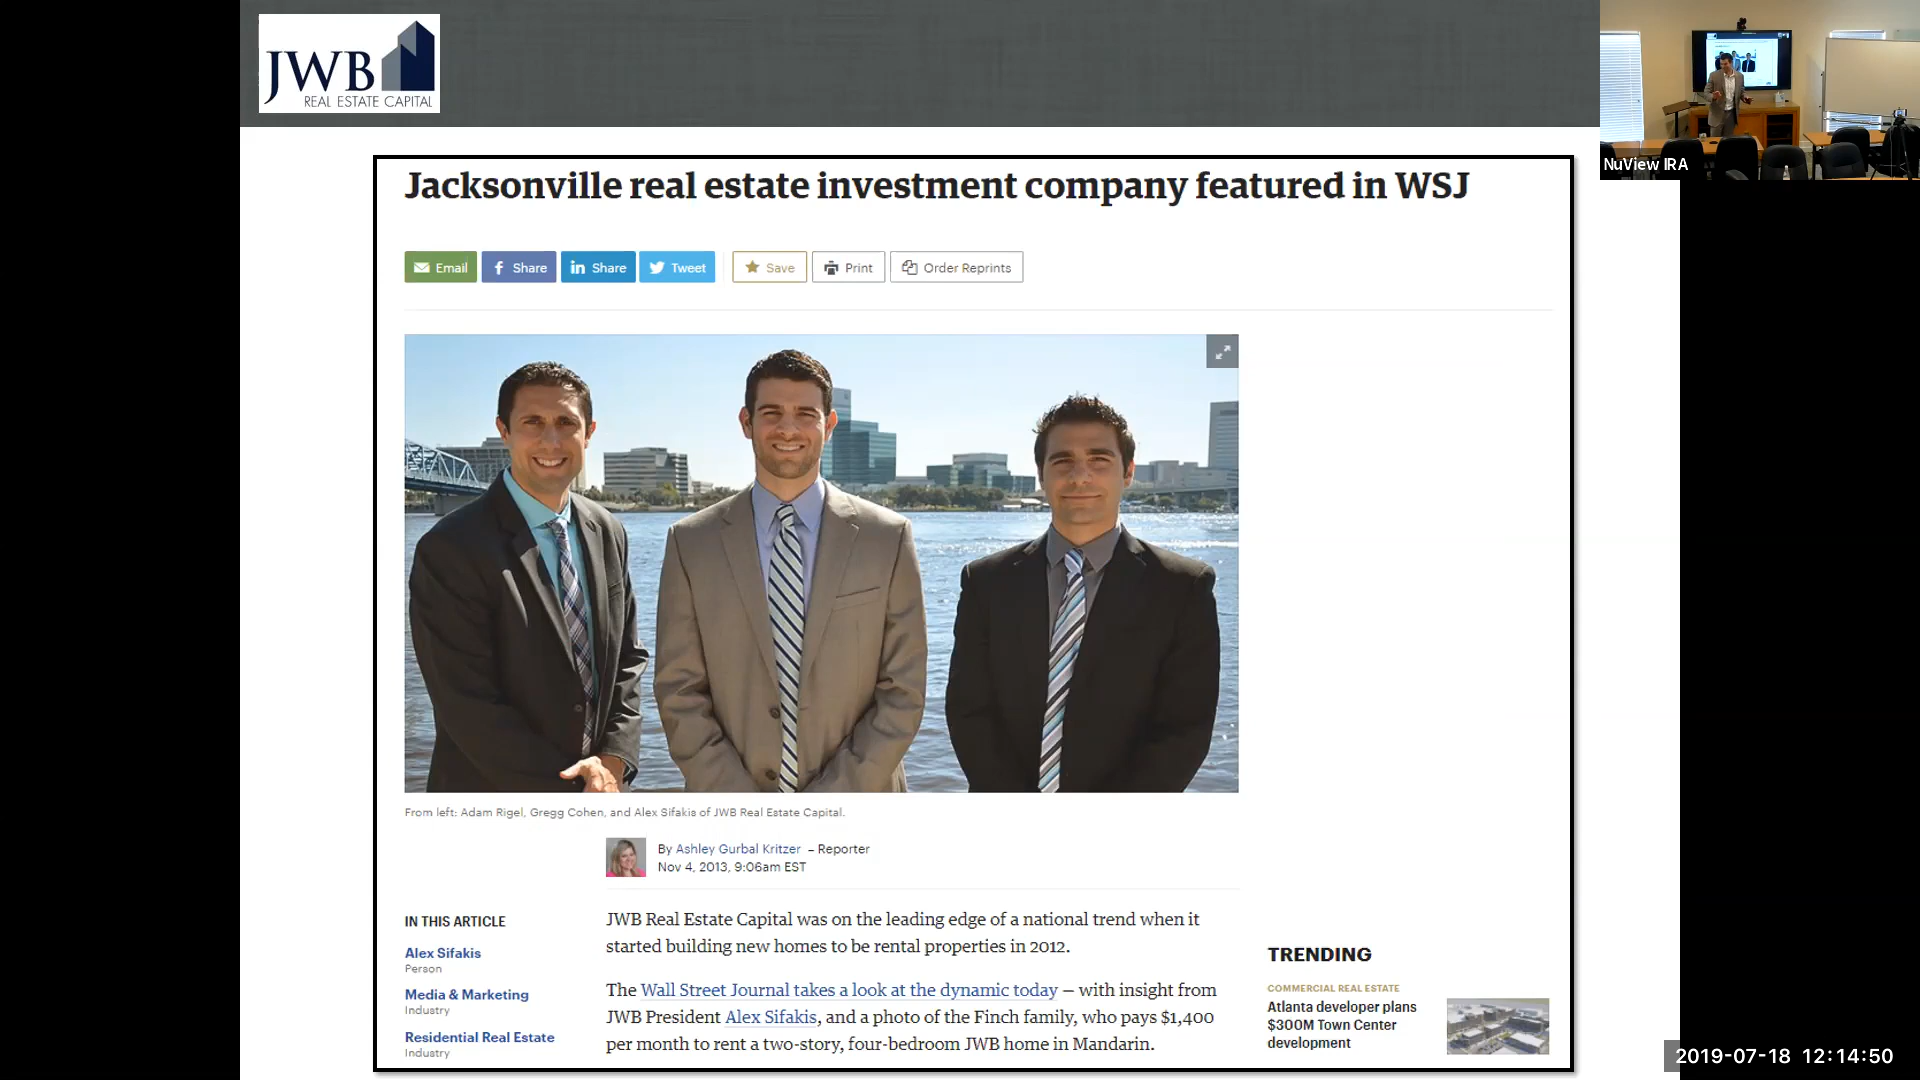 JWB
REAL ESTATE CAPITAL
NuView IRA
Jacksonville real estate investment company featured in WSJ
Email
Share
Share
Tweet
Save
Print
Order Reprints
From left: Adam Rigel, Gregg Cohen, and Alex Sifakis of JWB Real Estate Capital.
By Ashley Gurbal Kritzer – Reporter
Nov 4, 2013, 9:06am EST
IN THIS ARTICLE
Alex Sifakis
Person
Media & Marketing
Industry
Residential Real Estate
Industry
JWB Real Estate Capital was on the leading edge of a national trend when it
started building new homes to be rental properties in 2012.
The Wall Street Journal takes a look at the dynamic today — with insight from
JWB President Alex Sifakis, and a photo of the Finch family, who pays $1,400
per month to rent a two-story, four-bedroom JWB home in Mandarin.
TRENDING
COMMERCIAL REAL ESTATE
Atlanta developer plans
$300M Town Center
development
2019-07-18 12:14:50